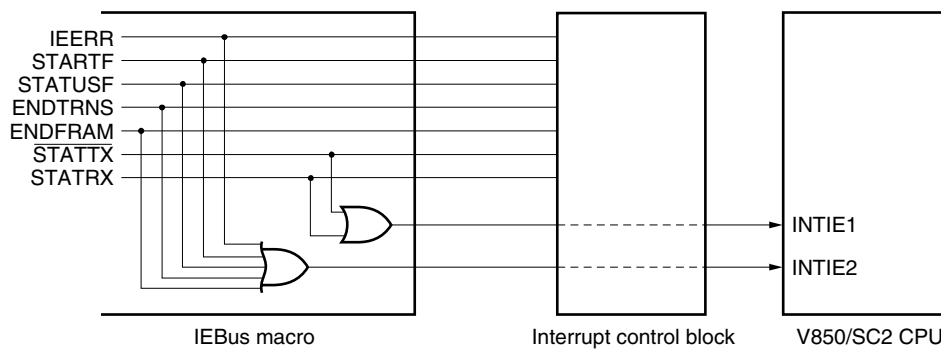 IEERR
STARTF
STATUSF
ENDTRNS
ENDFRAM
STATTX
STATRX
INTIE1
INTIE2
IEBus macro
Interrupt control block
V850/SC2 CPU